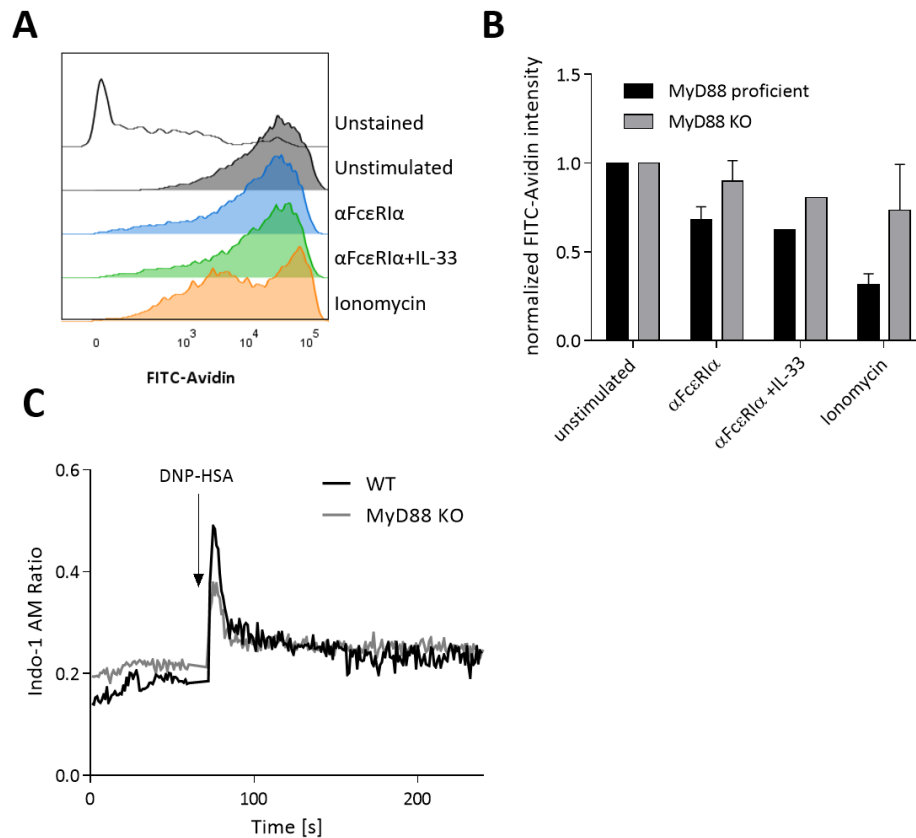 A
Unstained
Unstimulated
αFcεRIα
αFcεRIα+IL-33
Ionomycin
0
10³
10⁴
10⁵
FITC-Avidin
B
normalized FITC-Avidin intensity
1.5
1.0
0.5
0.0
MyD88 proficient
MyD88 KO
unstimulated
αFcεRIα
αFcεRIα +IL-33
Ionomycin
C
Indo-1 AM Ratio
0.6
0.4
0.2
0.0
DNP-HSA
WT
MyD88 KO
0
100
200
Time [s]